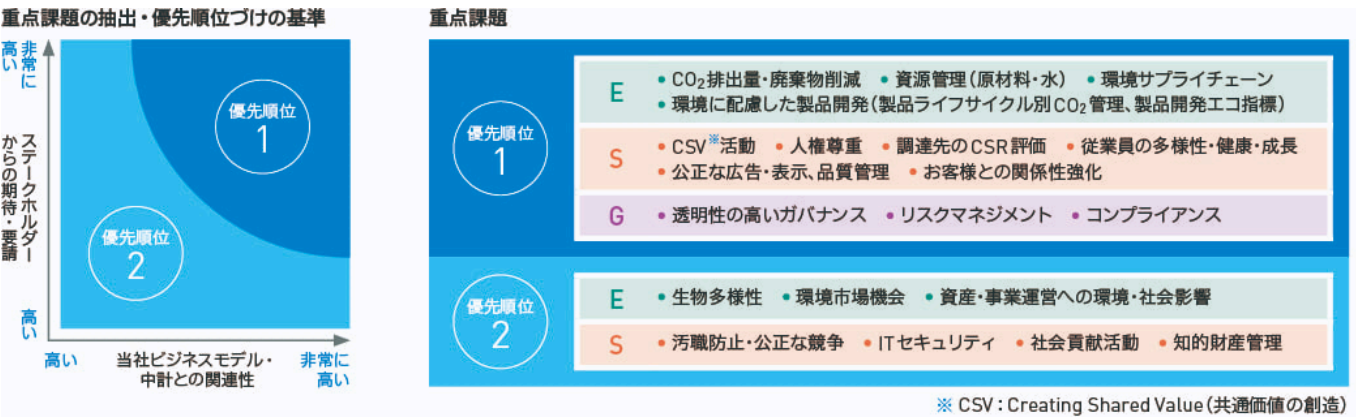 重点課題の抽出・優先順位づけの基準
非常に
高い
ステークホルダー
からの期待・要請
高い
優先順位
1
優先順位
2
高い
当社ビジネスモデル・
中計との関連性
非常に
高い
重点課題
優先順位
1
E
• CO₂排出量・廃棄物削減 • 資源管理（原材料・水） • 環境サプライチェーン
• 環境に配慮した製品開発（製品ライフサイクル別CO₂管理、製品開発エコ指標）
S
• CSV※活動 • 人権尊重 • 調達先のCSR評価 • 従業員の多様性・健康・成長
• 公正な広告・表示、品質管理 • お客様との関係性強化
G
• 透明性の高いガバナンス • リスクマネジメント • コンプライアンス
優先順位
2
E
• 生物多様性 • 環境市場機会 • 資産・事業運営への環境・社会影響
S
• 汚職防止・公正な競争 • ITセキュリティ • 社会貢献活動 • 知的財産管理
※ CSV：Creating Shared Value（共通価値の創造）